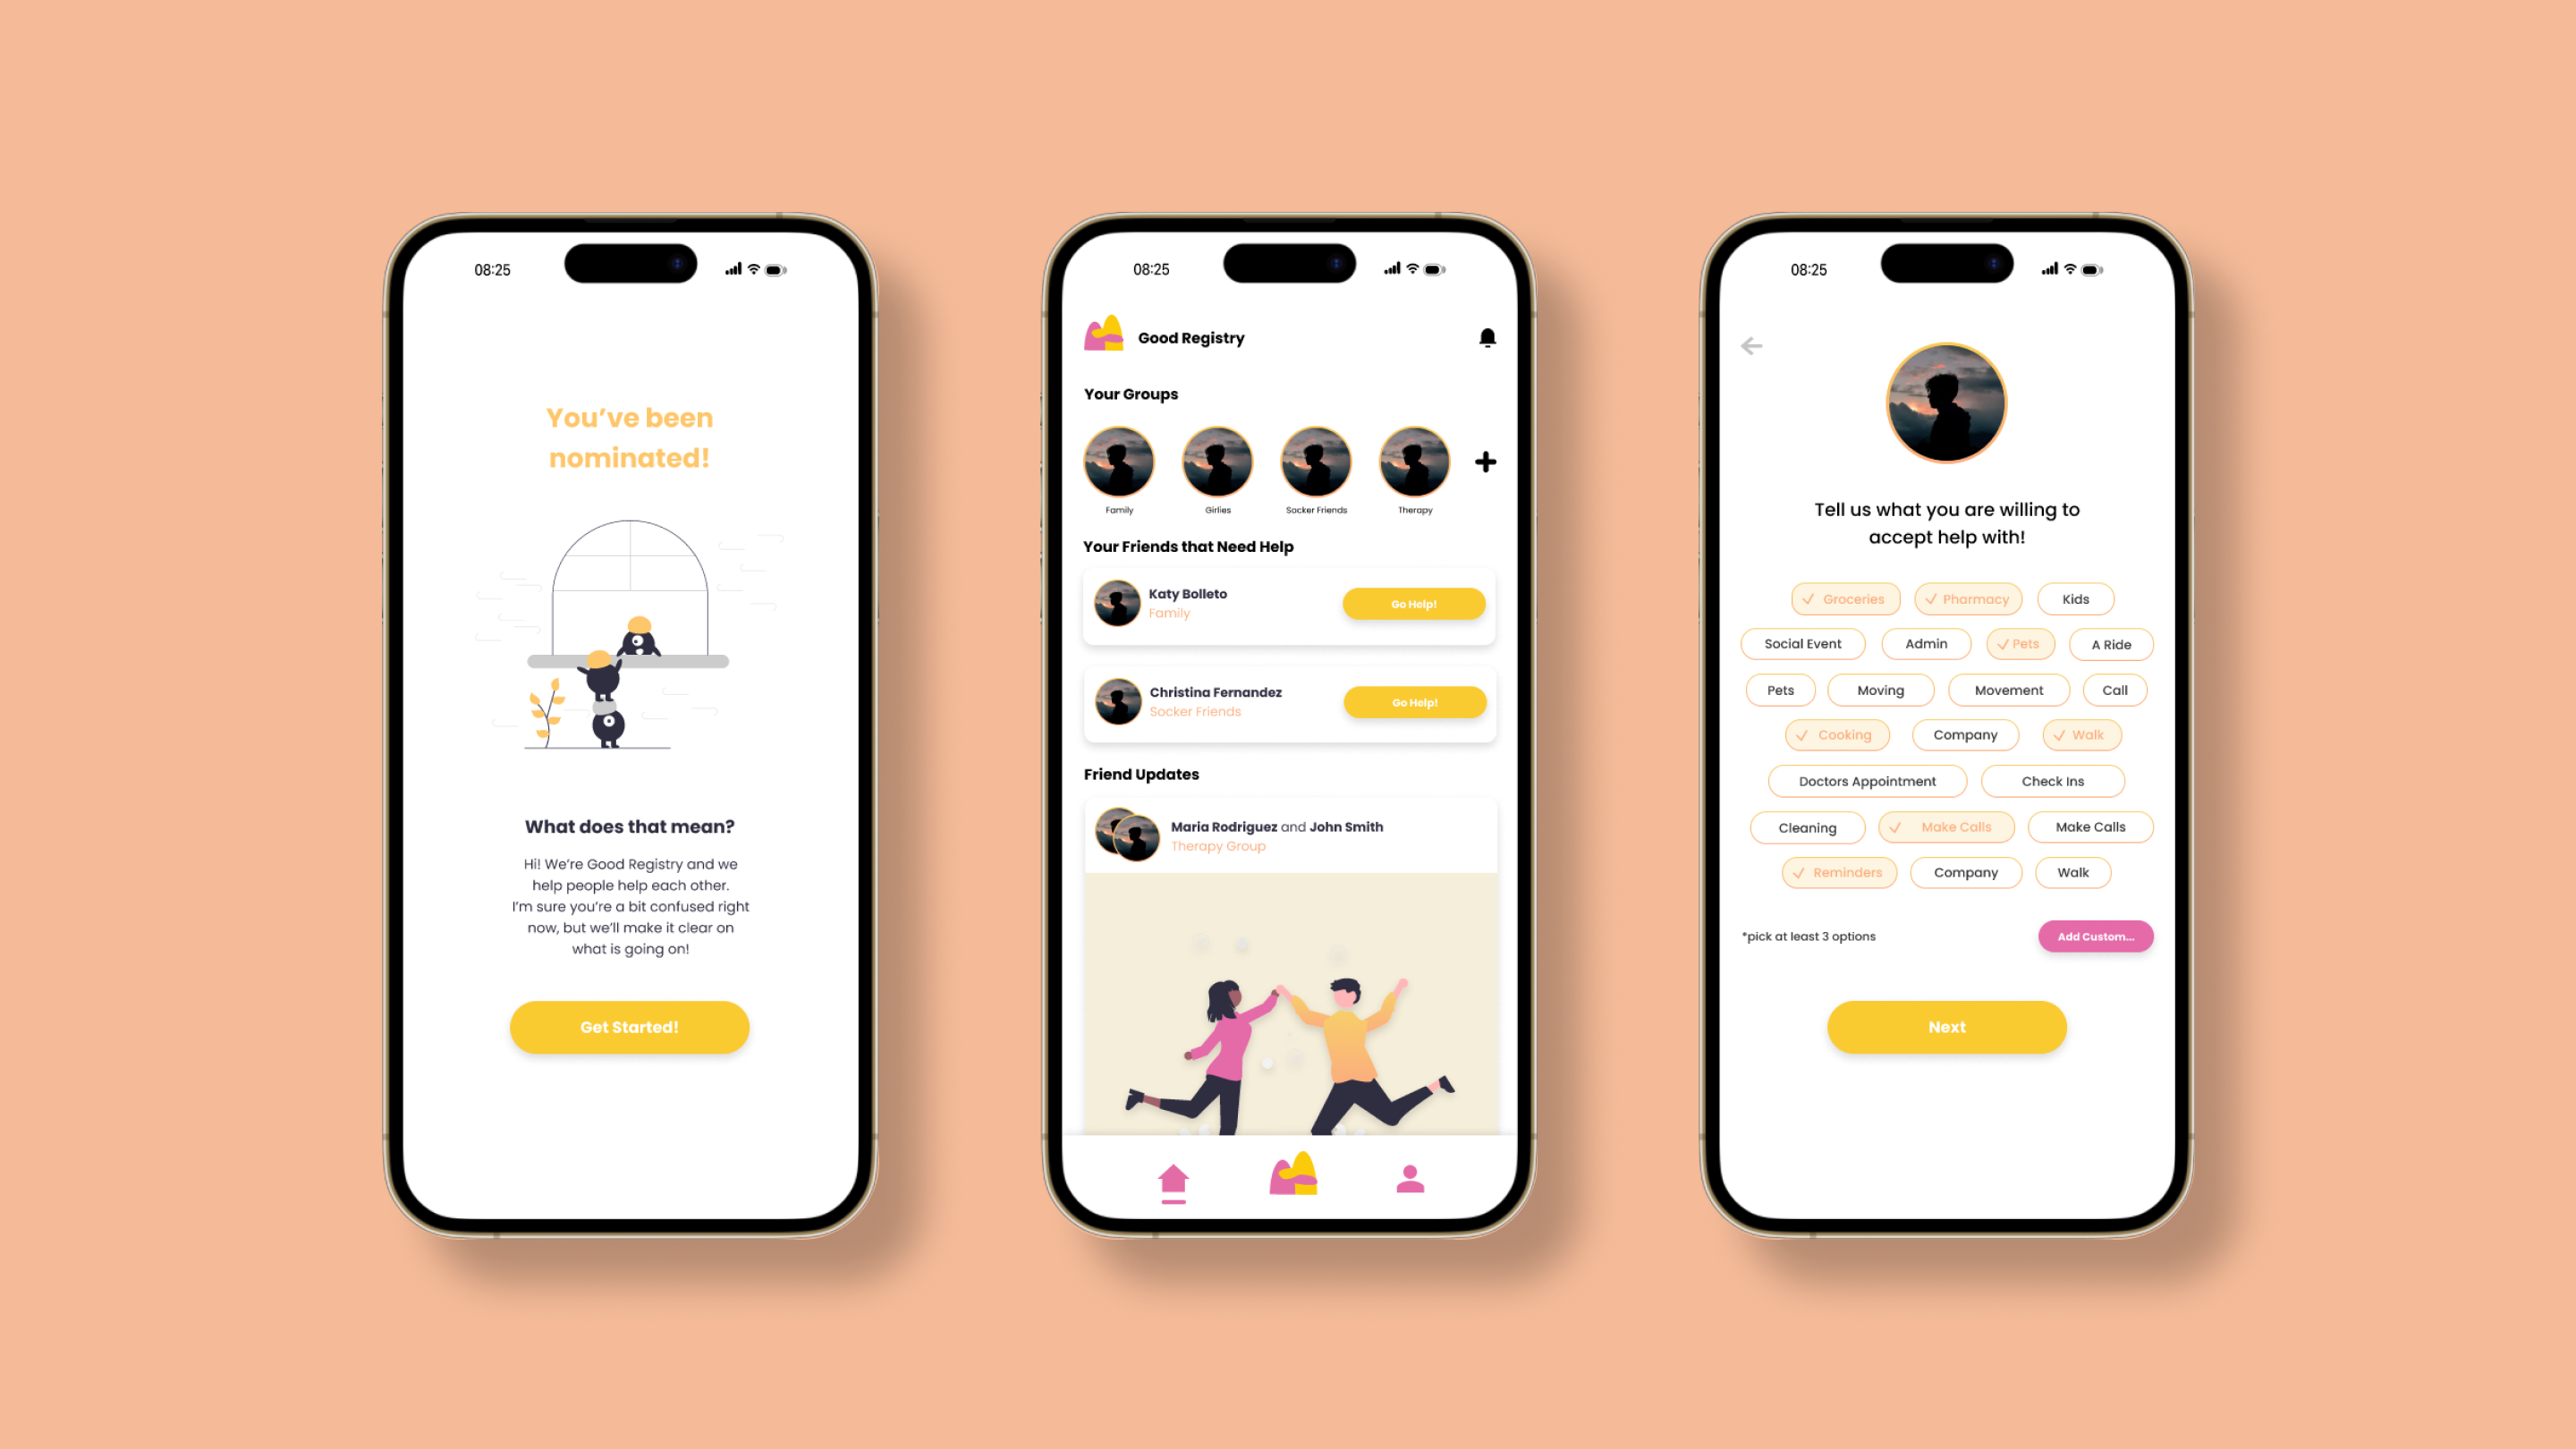 08:25
You’ve been
nominated!
What does that mean?
Hi! We’re Good Registry and we
help people help each other.
I’m sure you’re a bit confused right
now, but we’ll make it clear on
what is going on!
Get Started!
08:25
Good Registry
Your Groups
Family Girlies Socker Friends Therapy
Your Friends that Need Help
Katy Bolleto
Family
Go Help!
Christina Fernandez
Socker Friends
Go Help!
Friend Updates
Maria Rodriguez and John Smith
Therapy Group
08:25
Tell us what you are willing to
accept help with!
Groceries Pharmacy Kids
Social Event Admin Pets A Ride
Pets Moving Movement Call
Cooking Company Walk
Doctors Appointment Check Ins
Cleaning Make Calls Make Calls
Reminders Company Walk
*pick at least 3 options
Add Custom...
Next